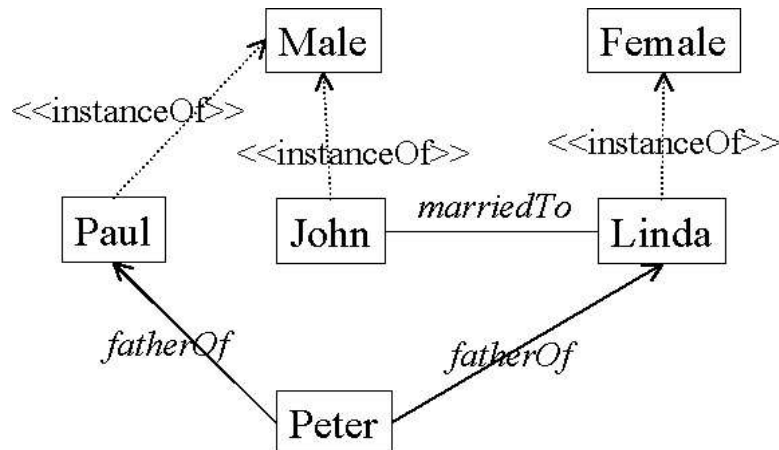 Male
Female
<<instanceOf>>
<<instanceOf>>
<<instanceOf>>
Paul
John
marriedTo
Linda
fatherOf
fatherOf
Peter